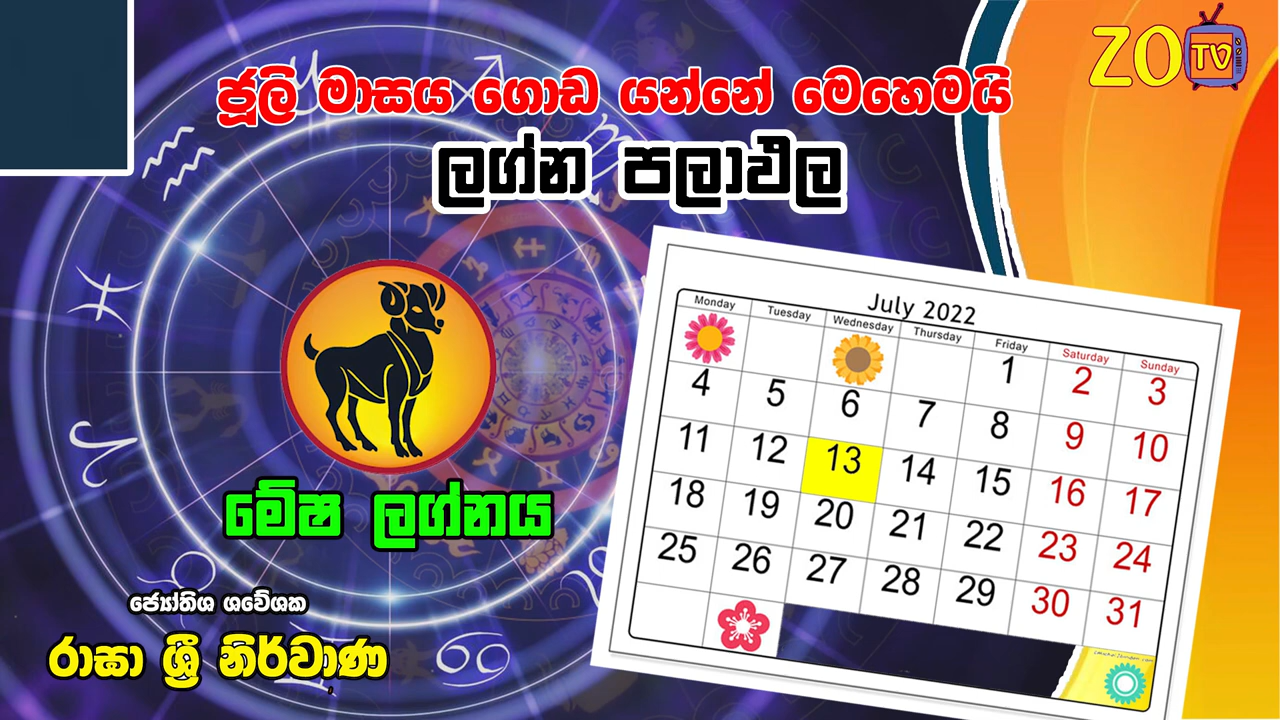 ZO TV
ජූලි මාසය ගොඩ යන්නේ මෙහෙමයි
ලග්න පලාඵල
මේෂ ලග්නය
ජ්‍යෝතිශ ගවේශක
රාසා ශ්‍රී නිර්වාණ
July 2022
Monday Tuesday Wednesday Thursday Friday Saturday Sunday
1 2 3
4 5 6 7 8 9 10
11 12 13 14 15 16 17
18 19 20 21 22 23 24
25 26 27 28 29 30 31